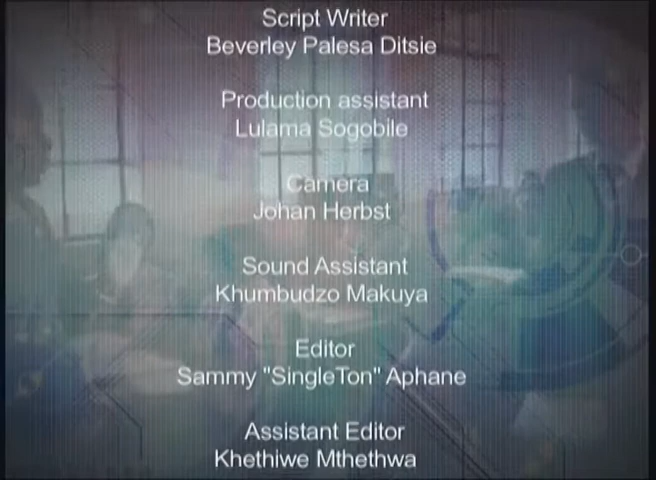 Script Writer
Beverley Palesa Ditsie
Production assistant
Lulama Sogobile
Camera
Johan Herbst
Sound Assistant
Khumbudzo Makuya
Editor
Sammy "SingleTon" Aphane
Assistant Editor
Khethiwe Mthethwa